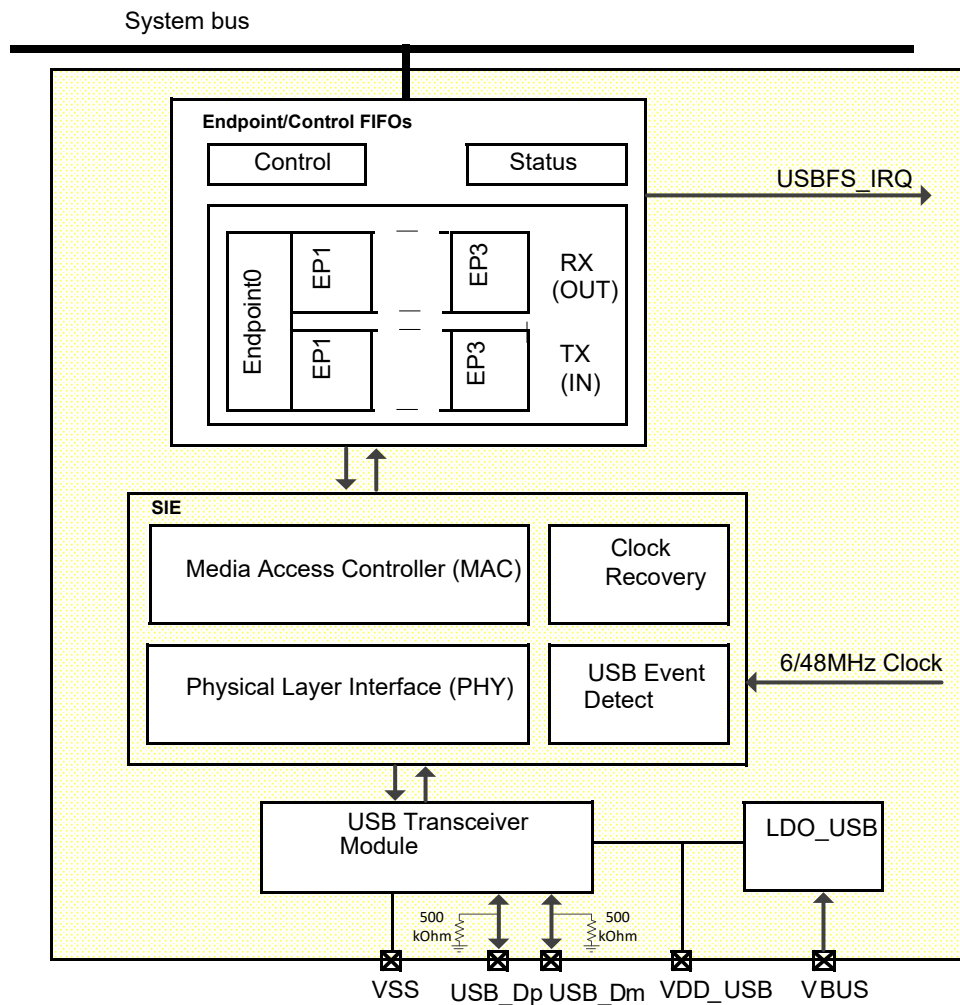 System bus
Endpoint/Control FIFOs
Control
Status
USBFS_IRQ
Endpoint0
EP1
EP3
RX
(OUT)
EP1
EP3
TX
(IN)
SIE
Media Access Controller (MAC)
Clock
Recovery
Physical Layer Interface (PHY)
USB Event
Detect
6/48MHz Clock
USB Transceiver
Module
LDO_USB
500
kOhm
500
kOhm
VSS
USB_Dp
USB_Dm
VDD_USB
VBUS